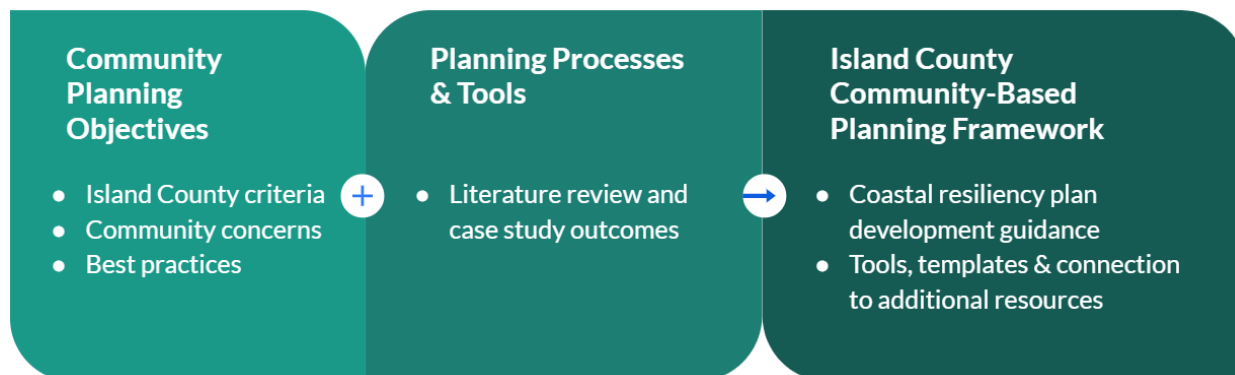 Community
Planning
Objectives
● Island County criteria
● Community concerns
● Best practices
+
Planning Processes
& Tools
● Literature review and
case study outcomes
→
Island County
Community-Based
Planning Framework
● Coastal resiliency plan
development guidance
● Tools, templates & connection
to additional resources